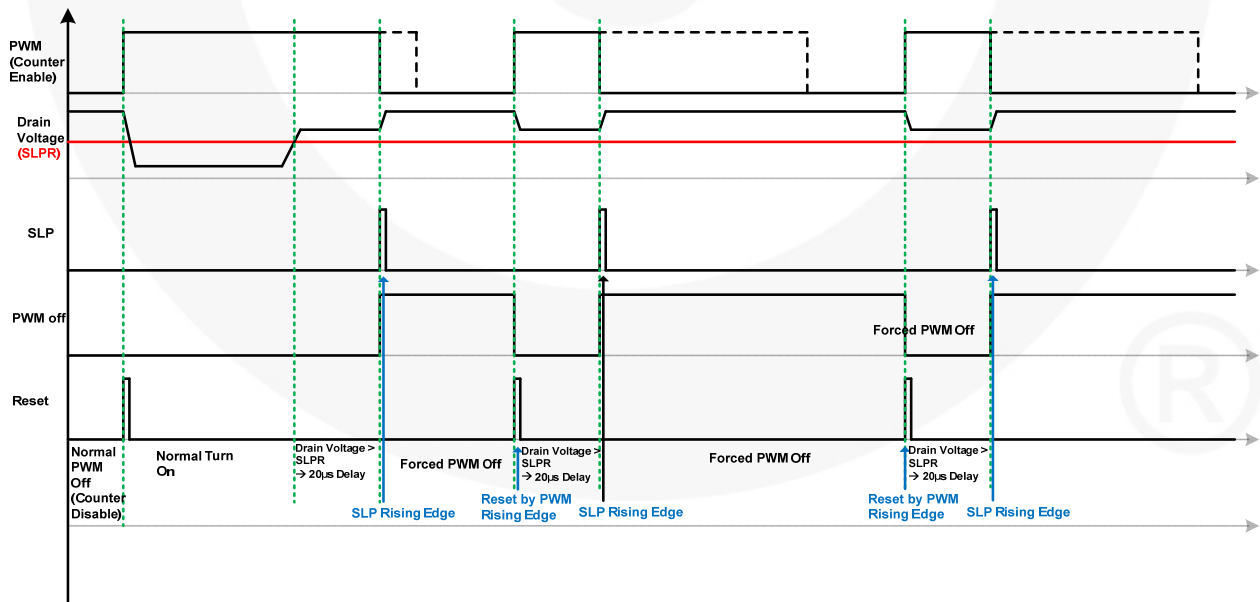 PWM
(Counter
Enable)
Drain
Voltage
(SLPR)
SLP
PWM off
Forced PWM Off
Reset
Normal
PWM
Off
(Counter
Disable)
Normal Turn
On
Drain Voltage >
SLPR
→ 20µs Delay
Forced PWM Off
Drain Voltage >
SLPR
→ 20µs Delay
Forced PWM Off
Drain Voltage >
SLPR
→ 20µs Delay
SLP Rising Edge
Reset by PWM
Rising Edge
SLP Rising Edge
Reset by PWM
Rising Edge
SLP Rising Edge
®